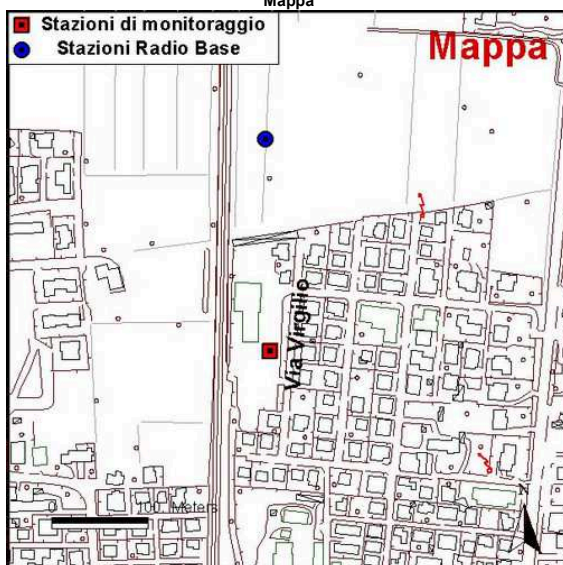 Mappa
Stazioni di monitoraggio
Stazioni Radio Base
Mappa
Via Virgilio
100 Meters
N